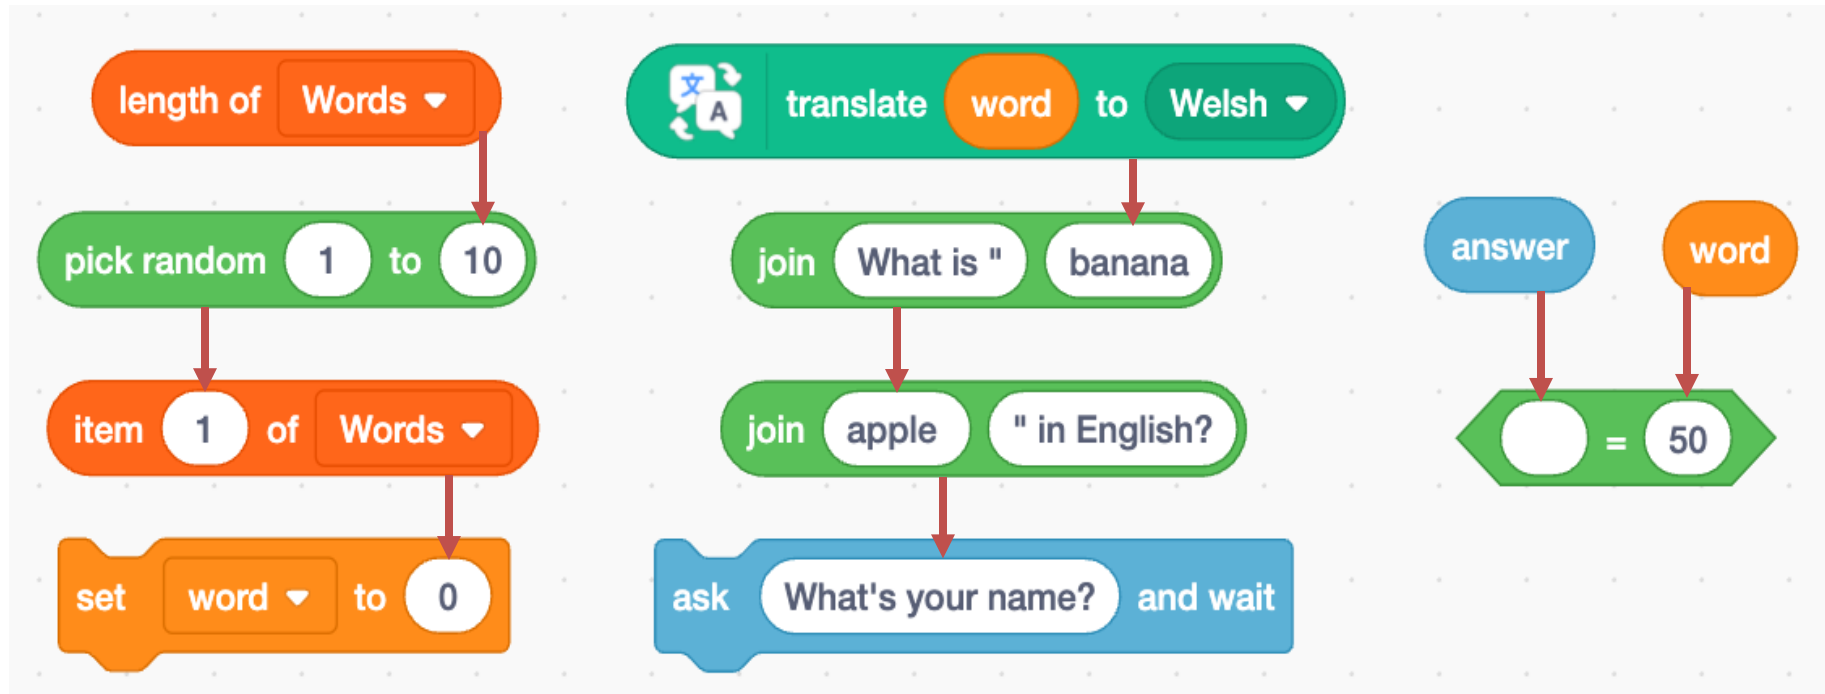 length of Words
pick random 1 to 10
item 1 of Words
set word to 0
文 A translate word to Welsh
join What is " banana
join apple " in English?
ask What's your name? and wait
answer word
= 50